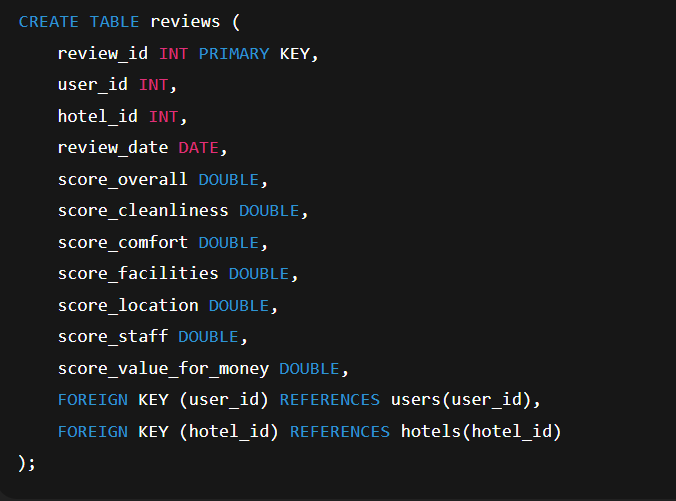 CREATE TABLE reviews (
    review_id INT PRIMARY KEY,
    user_id INT,
    hotel_id INT,
    review_date DATE,
    score_overall DOUBLE,
    score_cleanliness DOUBLE,
    score_comfort DOUBLE,
    score_facilities DOUBLE,
    score_location DOUBLE,
    score_staff DOUBLE,
    score_value_for_money DOUBLE,
    FOREIGN KEY (user_id) REFERENCES users(user_id),
    FOREIGN KEY (hotel_id) REFERENCES hotels(hotel_id)
);